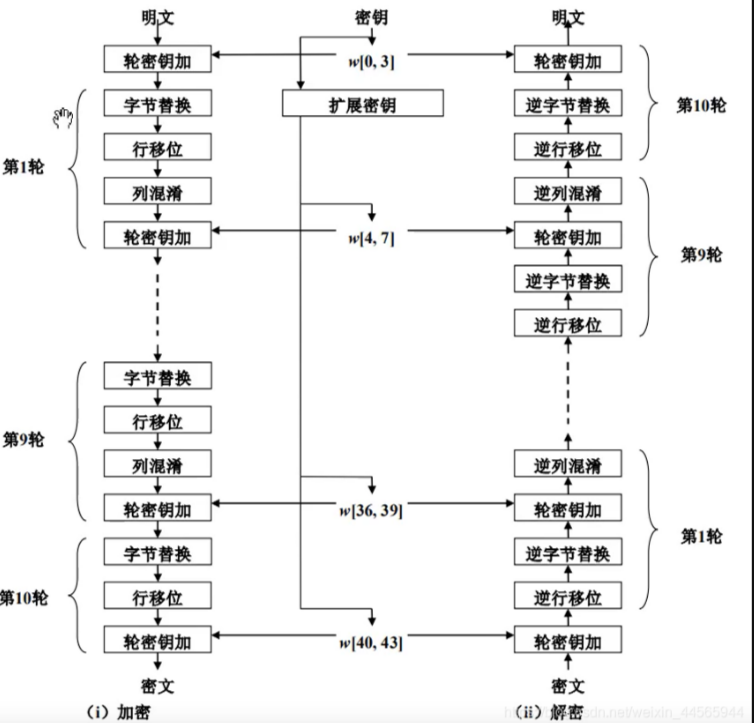 明文 密钥 明文
轮密钥加 w[0, 3] 轮密钥加
字节替换 扩展密钥 逆字节替换 第10轮
行移位 逆行移位
第1轮 列混淆 逆列混淆
轮密钥加 w[4, 7] 轮密钥加 第9轮
逆字节替换
逆行移位
字节替换
行移位
第9轮 列混淆 逆列混淆
轮密钥加 w[36, 39] 轮密钥加
字节替换 逆字节替换 第1轮
第10轮 行移位 逆行移位
轮密钥加 w[40, 43] 轮密钥加
密文 密文
(i) 加密 (ii) 解密
weixin_44565944